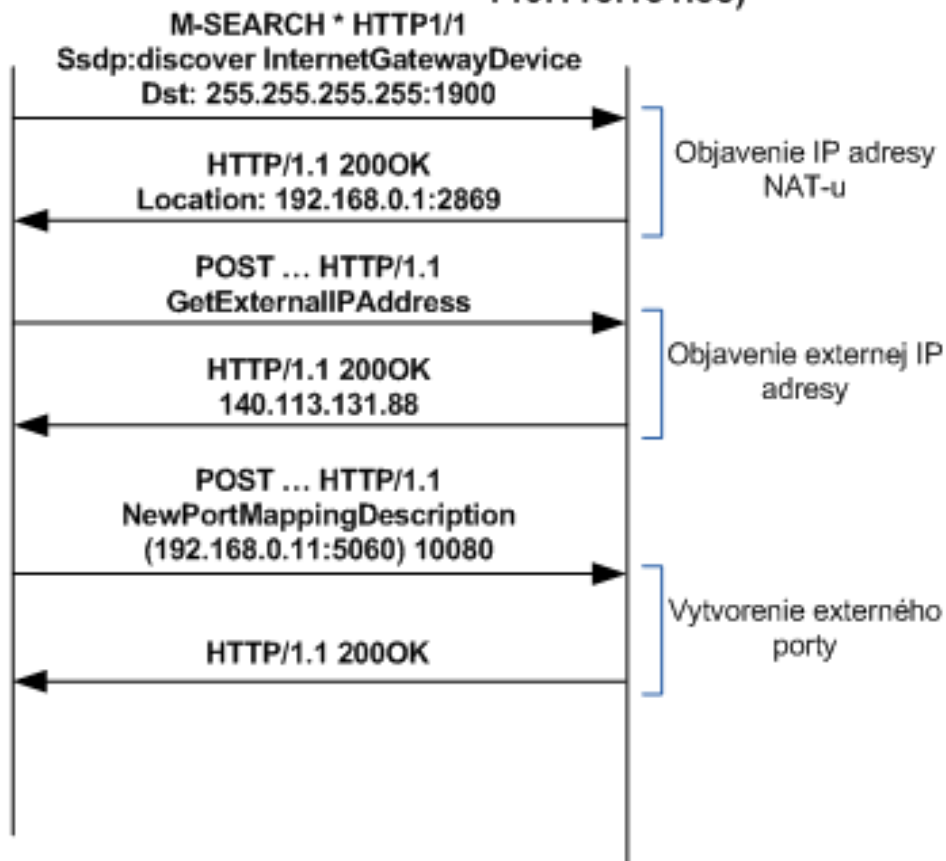 M-SEARCH * HTTP1/1
Ssdp:discover InternetGatewayDevice
Dst: 255.255.255.255:1900
Objavenie IP adresy
NAT-u
HTTP/1.1 200OK
Location: 192.168.0.1:2869
POST … HTTP/1.1
GetExternalIPAddress
Objavenie externej IP
adresy
HTTP/1.1 200OK
140.113.131.88
POST … HTTP/1.1
NewPortMappingDescription
(192.168.0.11:5060) 10080
Vytvorenie externého
porty
HTTP/1.1 200OK